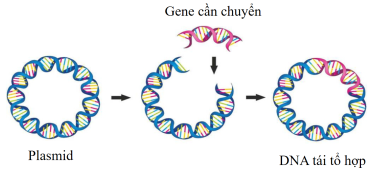 Gene cần chuyển
Plasmid
DNA tái tổ hợp